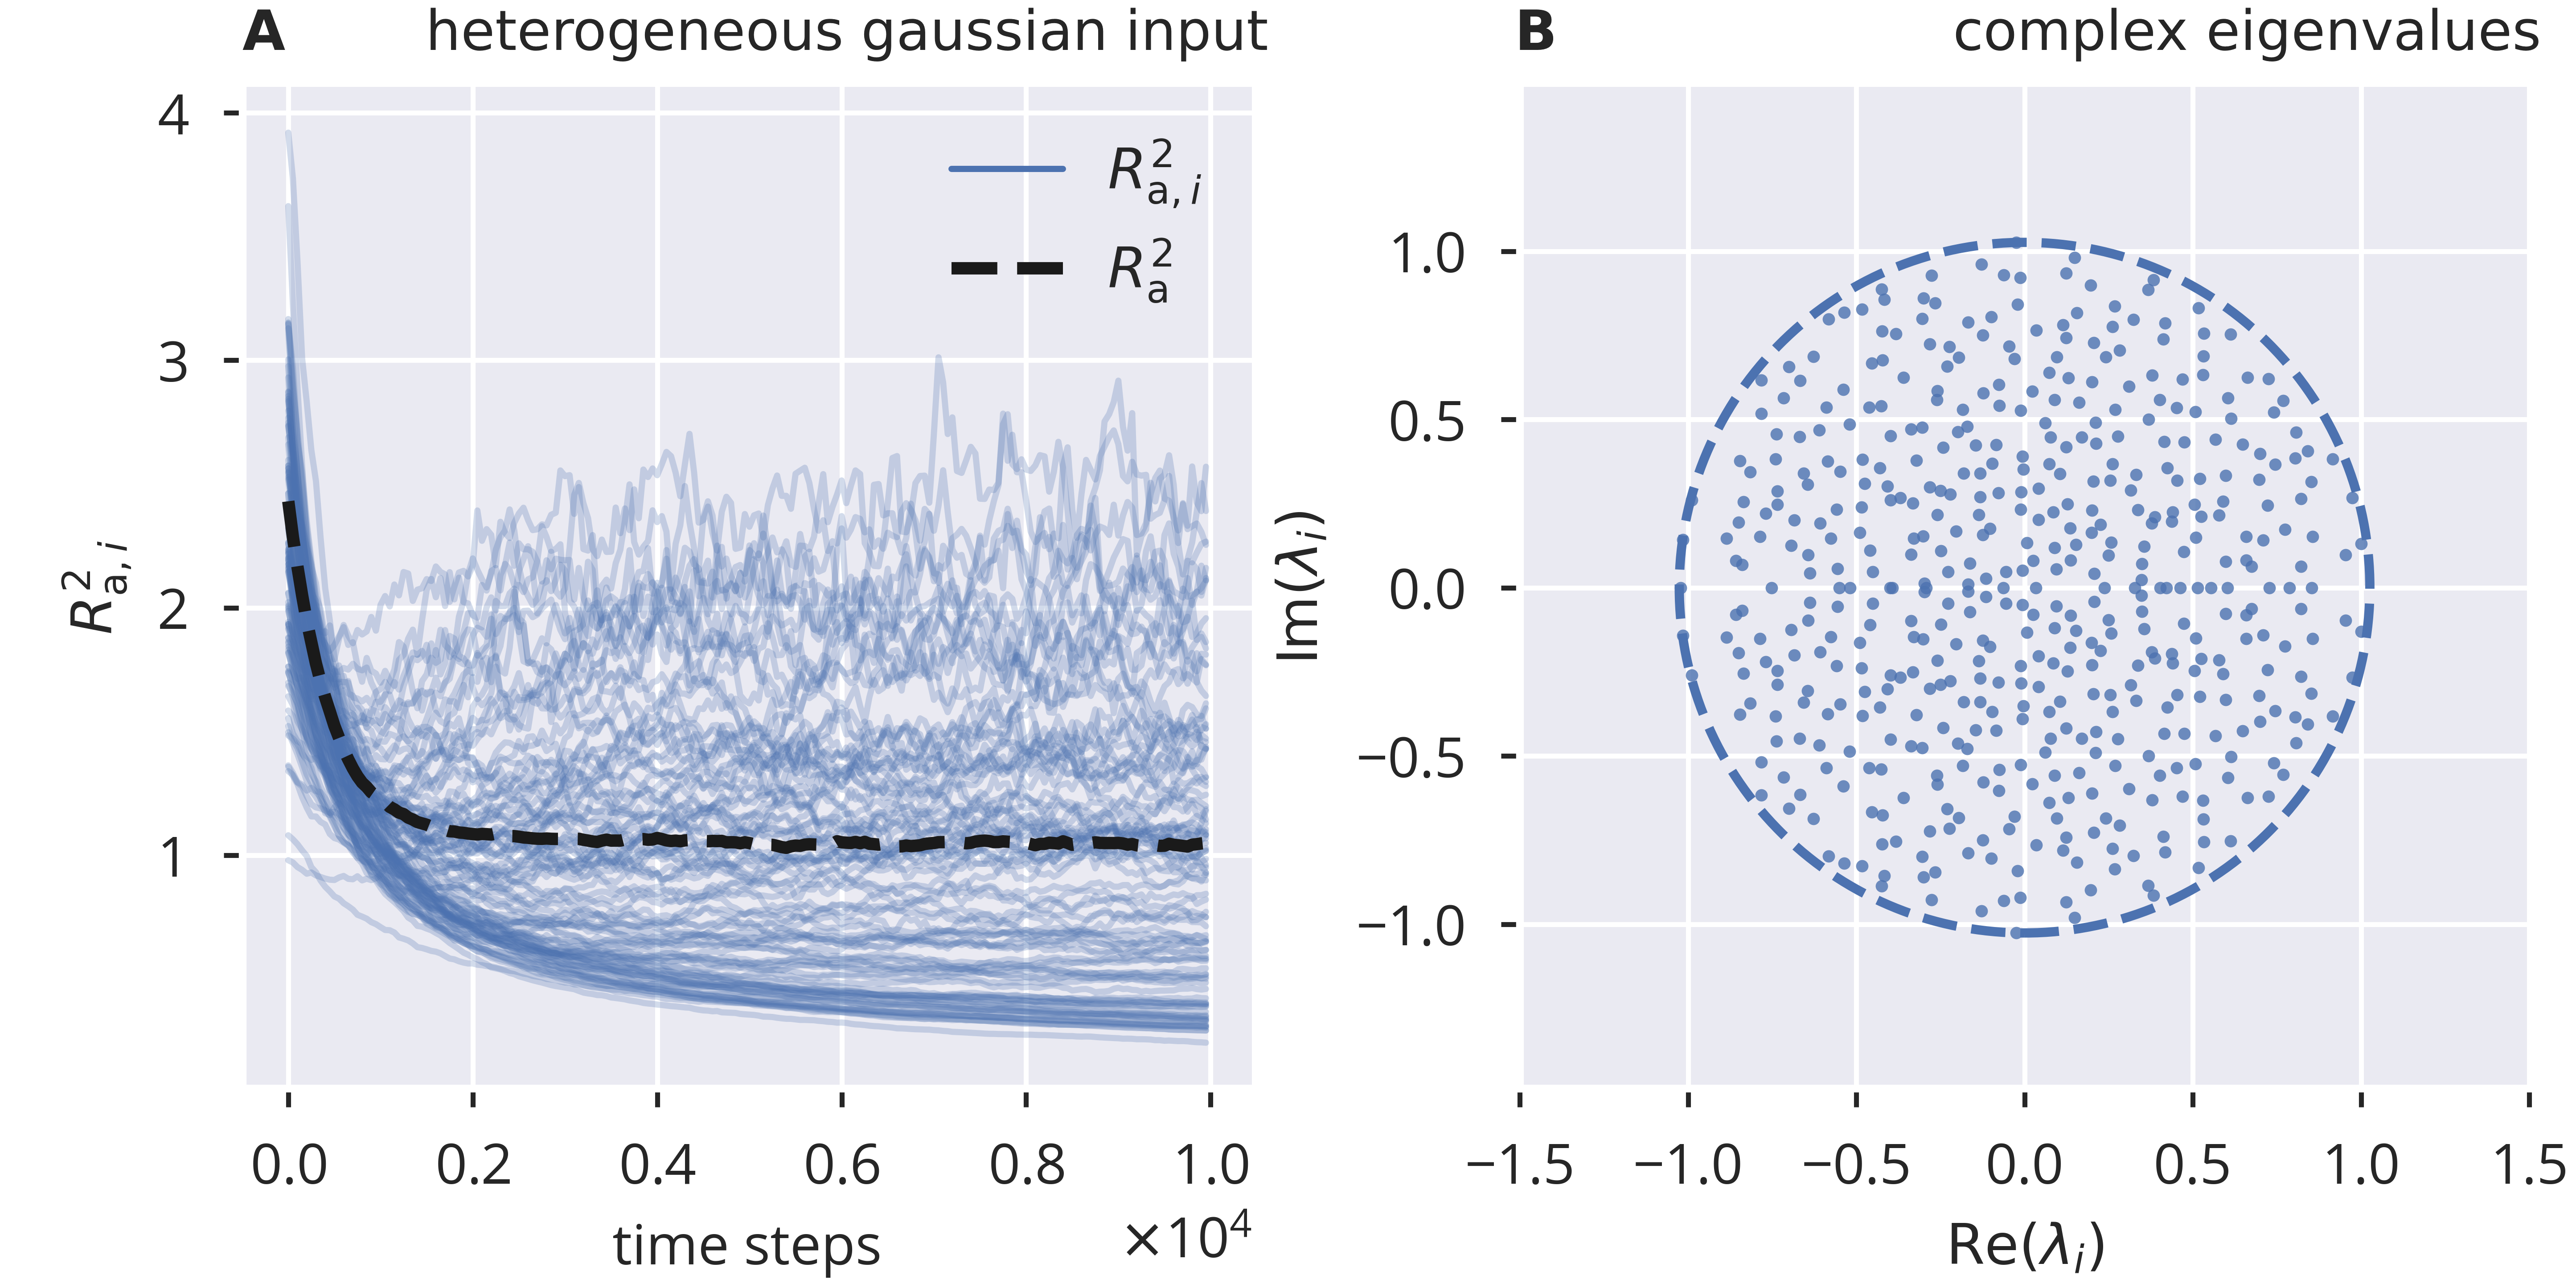 A heterogeneous gaussian input
4
3
2
1
R²ₐ,ᵢ
R²ₐ,ᵢ
R²ₐ
0.0 0.2 0.4 0.6 0.8 1.0
time steps ×10⁴
B complex eigenvalues
1.0
0.5
0.0
−0.5
−1.0
Im(λᵢ)
−1.5 −1.0 −0.5 0.0 0.5 1.0 1.5
Re(λᵢ)